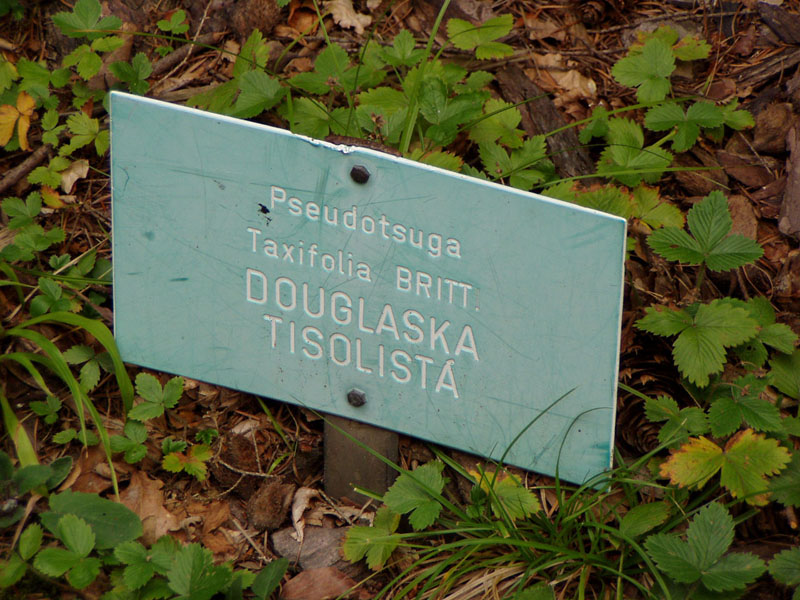 Pseudotsuga
Taxifolia BRITT.
DOUGLASKA
TISOLISTÁ